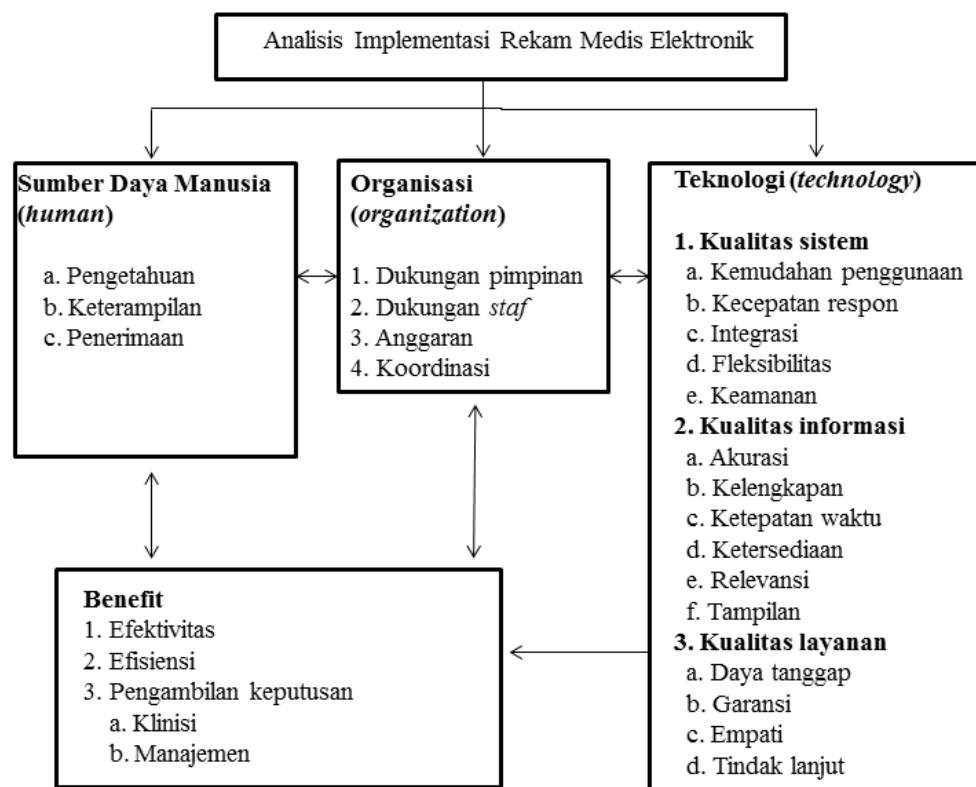 Analisis Implementasi Rekam Medis Elektronik
Sumber Daya Manusia
(human)
a. Pengetahuan
b. Keterampilan
c. Penerimaan
Organisasi
(organization)
1. Dukungan pimpinan
2. Dukungan staf
3. Anggaran
4. Koordinasi
Teknologi (technology)
1. Kualitas sistem
a. Kemudahan penggunaan
b. Kecepatan respon
c. Integrasi
d. Fleksibilitas
e. Keamanan
2. Kualitas informasi
a. Akurasi
b. Kelengkapan
c. Ketepatan waktu
d. Ketersediaan
e. Relevansi
f. Tampilan
3. Kualitas layanan
a. Daya tanggap
b. Garansi
c. Empati
d. Tindak lanjut
Benefit
1. Efektivitas
2. Efisiensi
3. Pengambilan keputusan
a. Klinisi
b. Manajemen